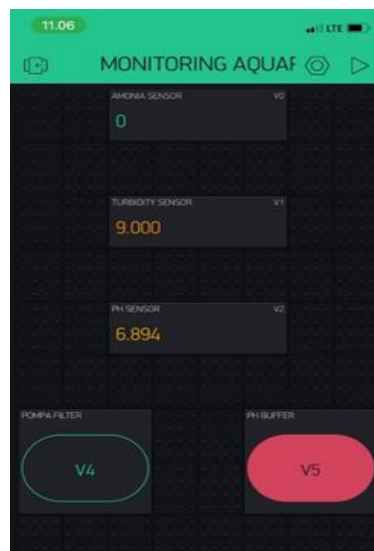 11.06 LTE
MONITORING AQUAF
AMONIA SENSOR V0
0
TURBIDITY SENSOR V1
9.000
PH SENSOR V2
6.894
POMPA FILTER PH BUFFER
V4 V5